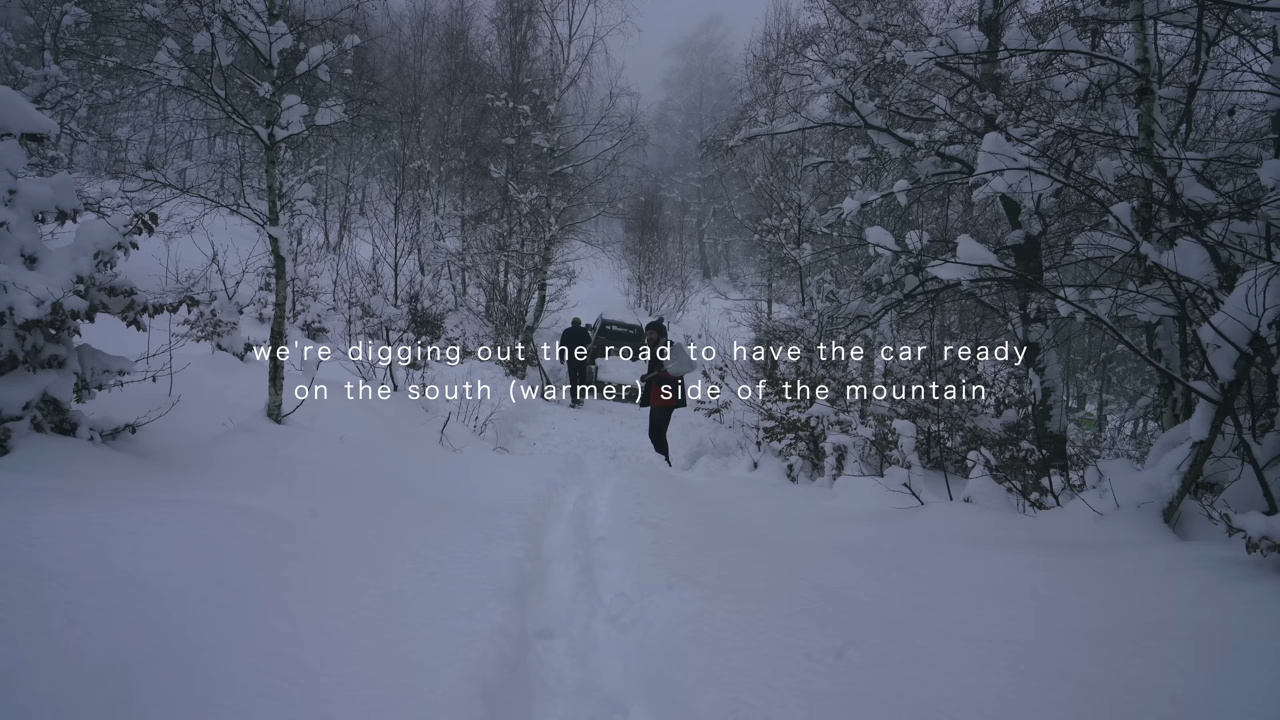 we're digging out the road to have the car ready
on the south (warmer) side of the mountain